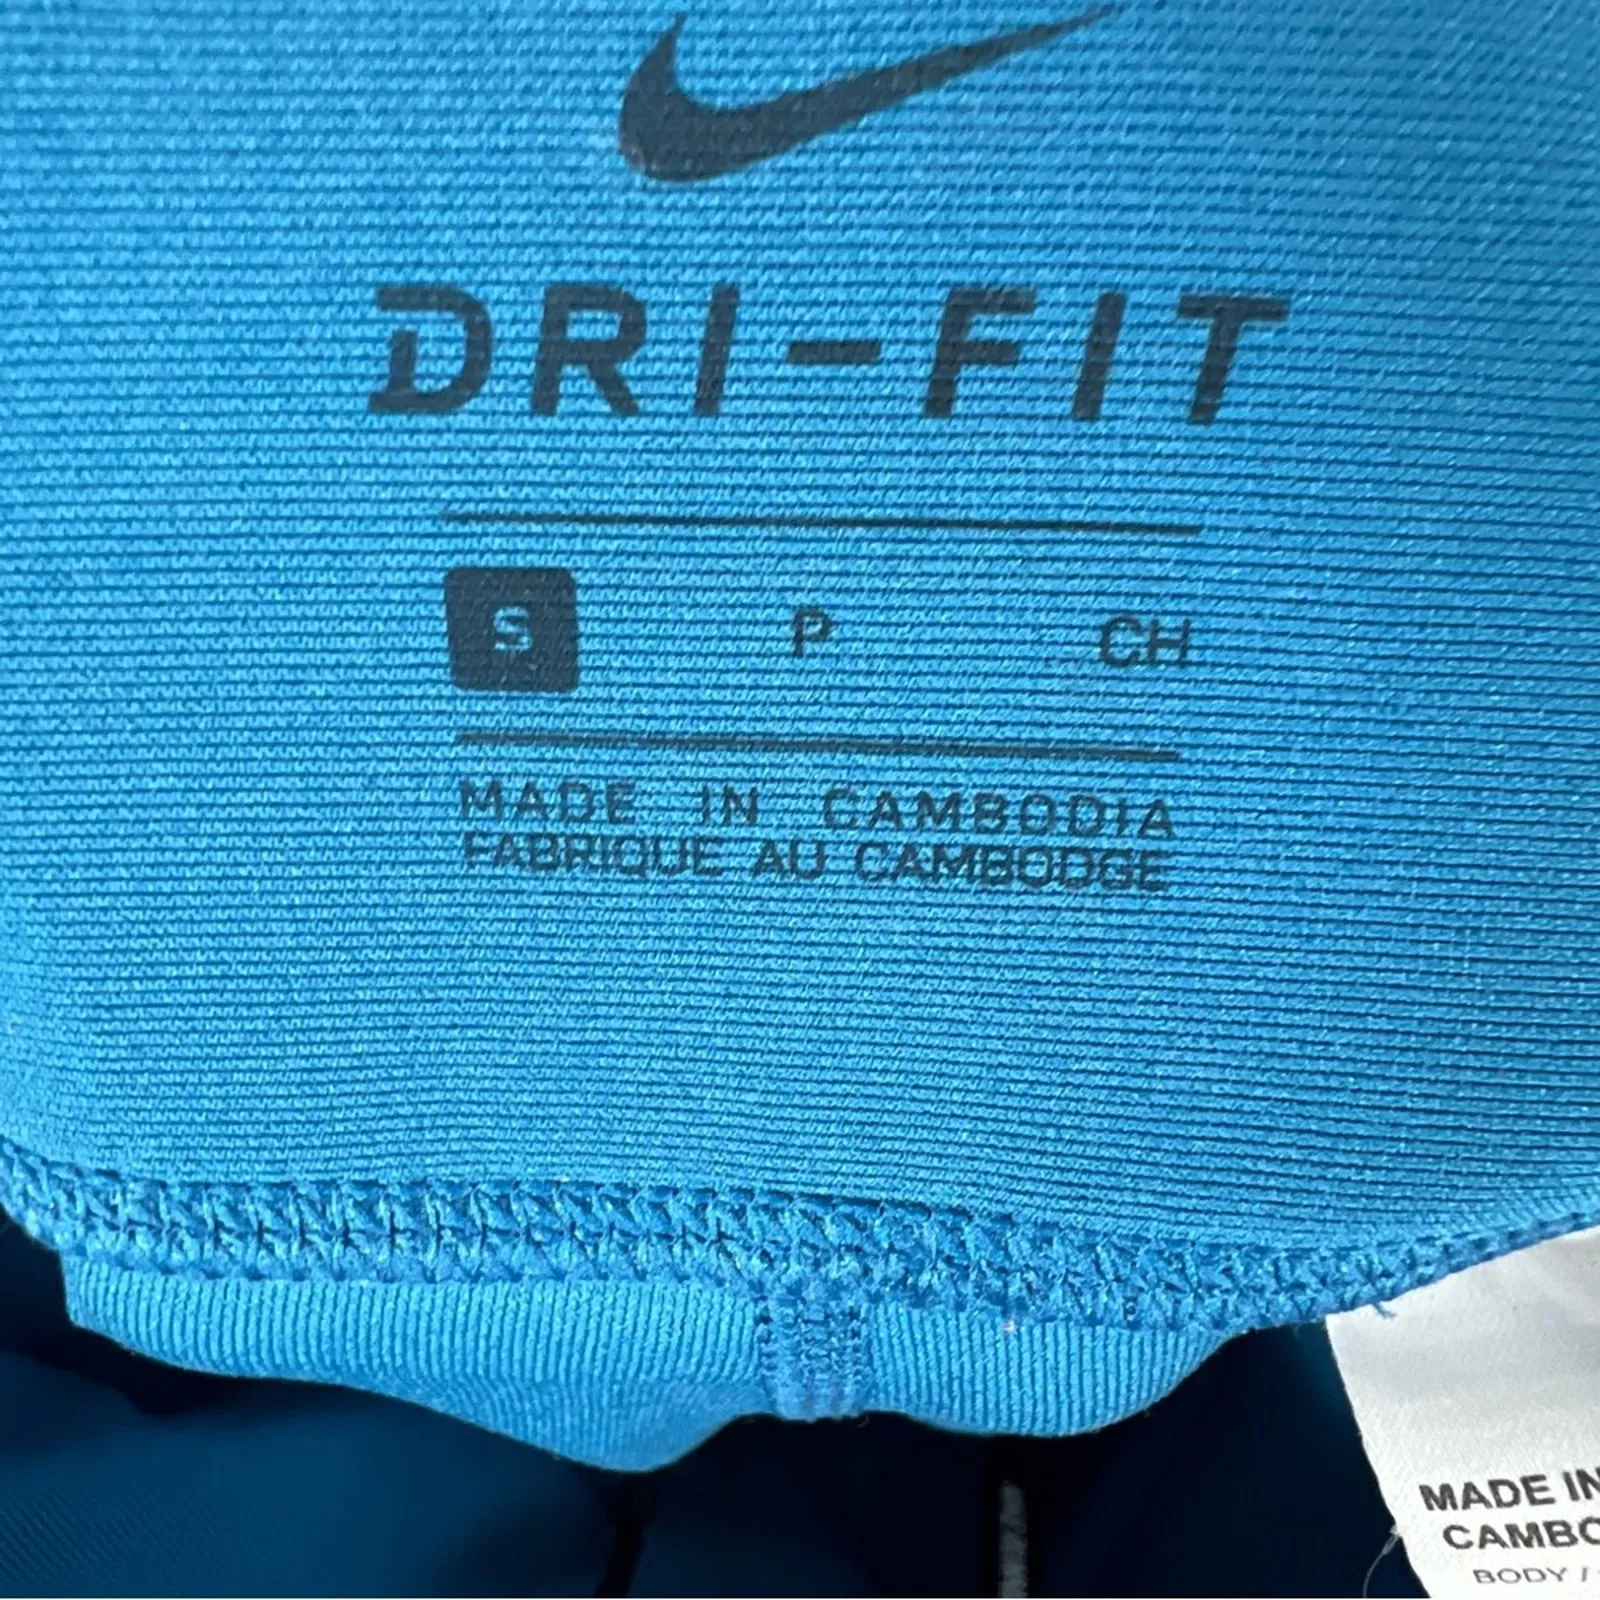 DRI-FIT
S P CH
MADE IN CAMBODIA
FABRIQUE AU CAMBODGE
MADE IN
CAMBO
BODY /